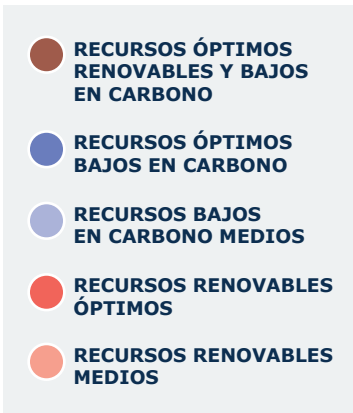 RECURSOS ÓPTIMOS
RENOVABLES Y BAJOS
EN CARBONO
RECURSOS ÓPTIMOS
BAJOS EN CARBONO
RECURSOS BAJOS
EN CARBONO MEDIOS
RECURSOS RENOVABLES
ÓPTIMOS
RECURSOS RENOVABLES
MEDIOS